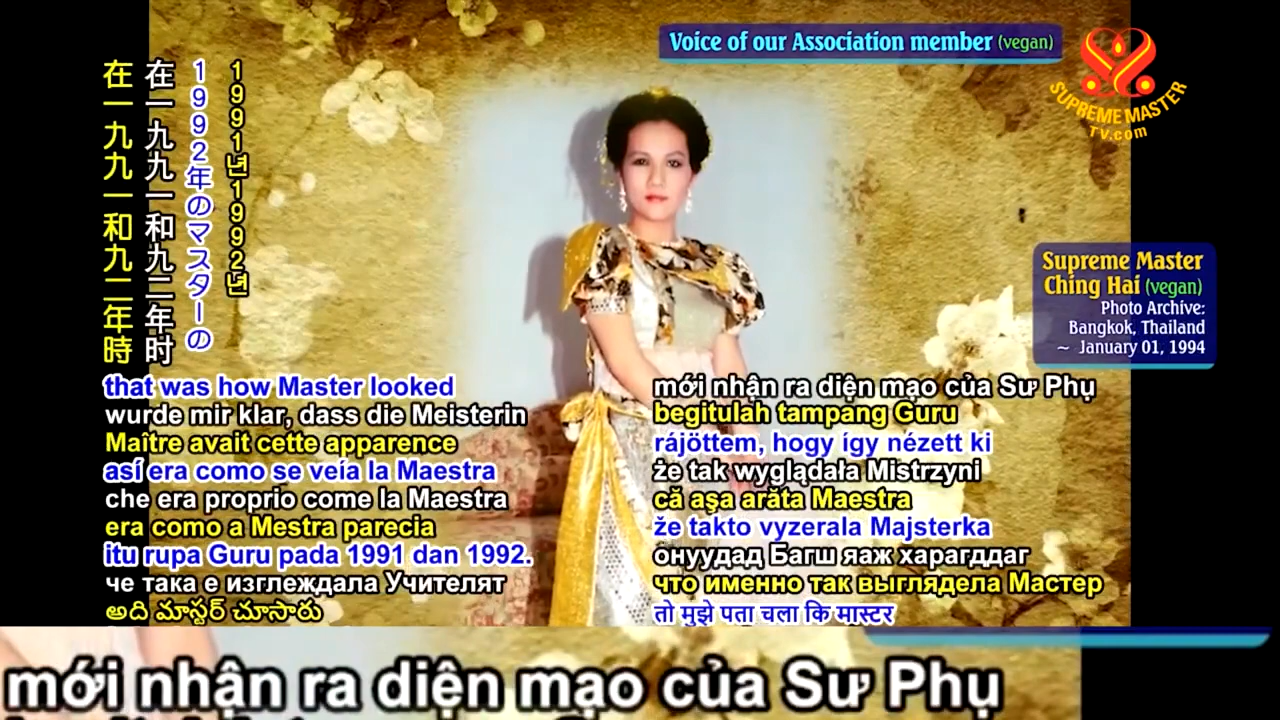 Voice of our Association member (vegan)
SUPREME MASTER
TV.com
在一九九一和九二年時
在一九九一和九二年时
1992年のマスターの
1991년1992년
Supreme Master
Ching Hai (vegan)
Photo Archive:
Bangkok, Thailand
~ January 01, 1994
that was how Master looked
wurde mir klar, dass die Meisterin
Maître avait cette apparence
así era como se veía la Maestra
che era proprio come la Maestra
era como a Mestra parecia
itu rupa Guru pada 1991 dan 1992.
че така е изглеждала Учителят
అది మాస్టర్ చూసారు
mới nhận ra diện mạo của Sư Phụ
begitulah tampang Guru
rájöttem, hogy így nézett ki
że tak wyglądała Mistrzyni
că aşa arăta Maestra
že takto vyzerala Majsterka
онуудад Багш яаж харагддаг
что именно так выглядела Мастер
तो मुझे पता चला कि मास्टर
mới nhận ra diện mạo của Sư Phụ